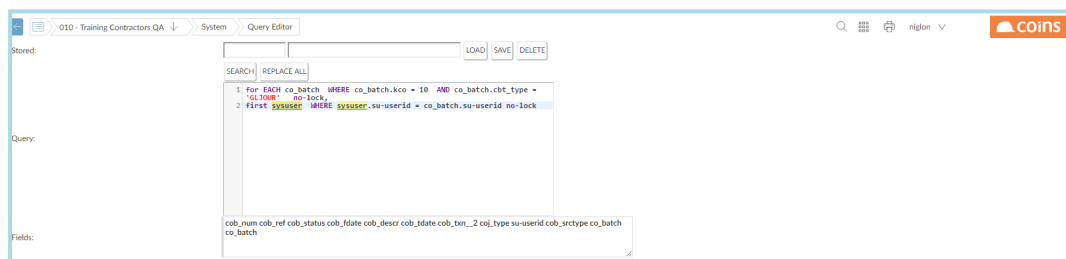 010 - Training Contractors QA System Query Editor niglon coins
Stored: LOAD SAVE DELETE
SEARCH REPLACE ALL
1 for EACH co_batch WHERE co_batch.kco = 10 AND co_batch.cbt_type =
'GLJOUR' no-lock,
2 first sysuser WHERE sysuser.su-userid = co_batch.su-userid no-lock
Query:
cob_num cob_ref cob_status cob_fdate cob_descr cob_tdate cob_txn__2 coj_type su-userid cob_srctype co_batch
co_batch
Fields: